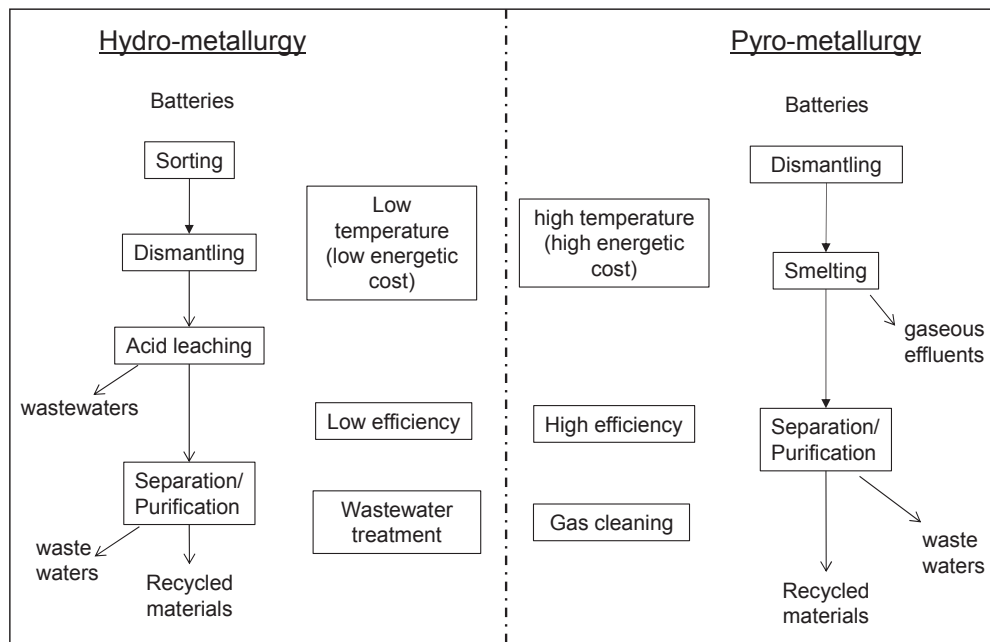 Hydro-metallurgy
Batteries
Sorting
Dismantling
Acid leaching
wastewaters
Separation/
Purification
waste
waters
Recycled
materials
Low
temperature
(low energetic
cost)
Low efficiency
Wastewater
treatment
Pyro-metallurgy
high temperature
(high energetic
cost)
High efficiency
Gas cleaning
Batteries
Dismantling
Smelting
gaseous
effluents
Separation/
Purification
waste
waters
Recycled
materials